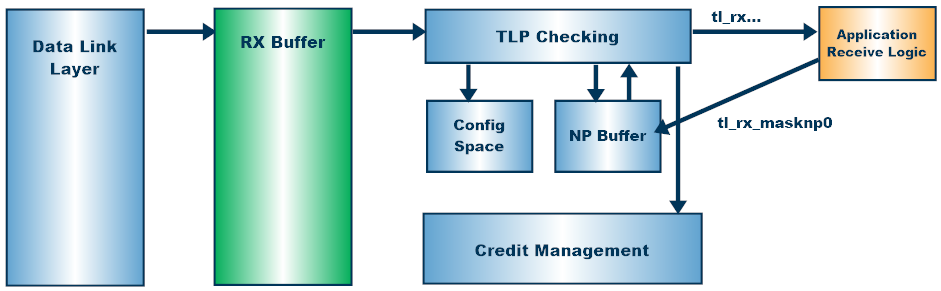 Data Link
Layer
RX Buffer
TLP Checking
tl_rx...
Application
Receive Logic
Config
Space
NP Buffer
tl_rx_masknp0
Credit Management